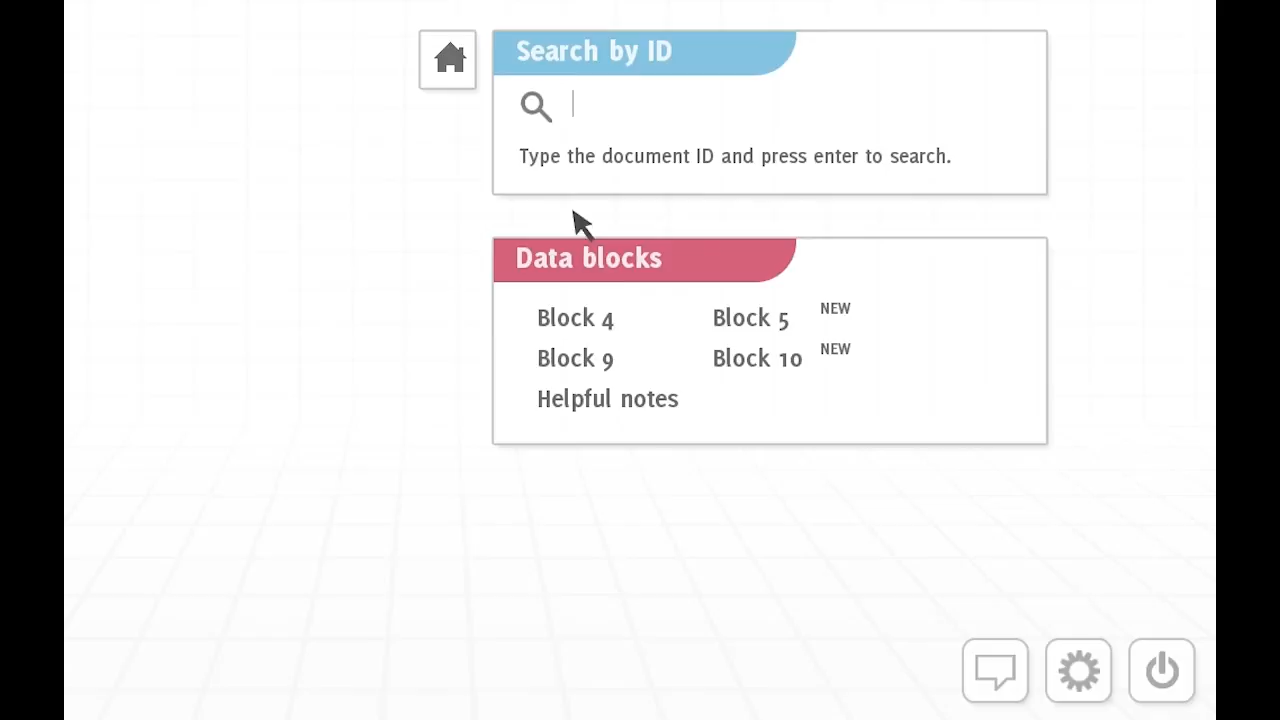 Search by ID
Type the document ID and press enter to search.
Data blocks
Block 4 Block 5 NEW
Block 9 Block 10 NEW
Helpful notes